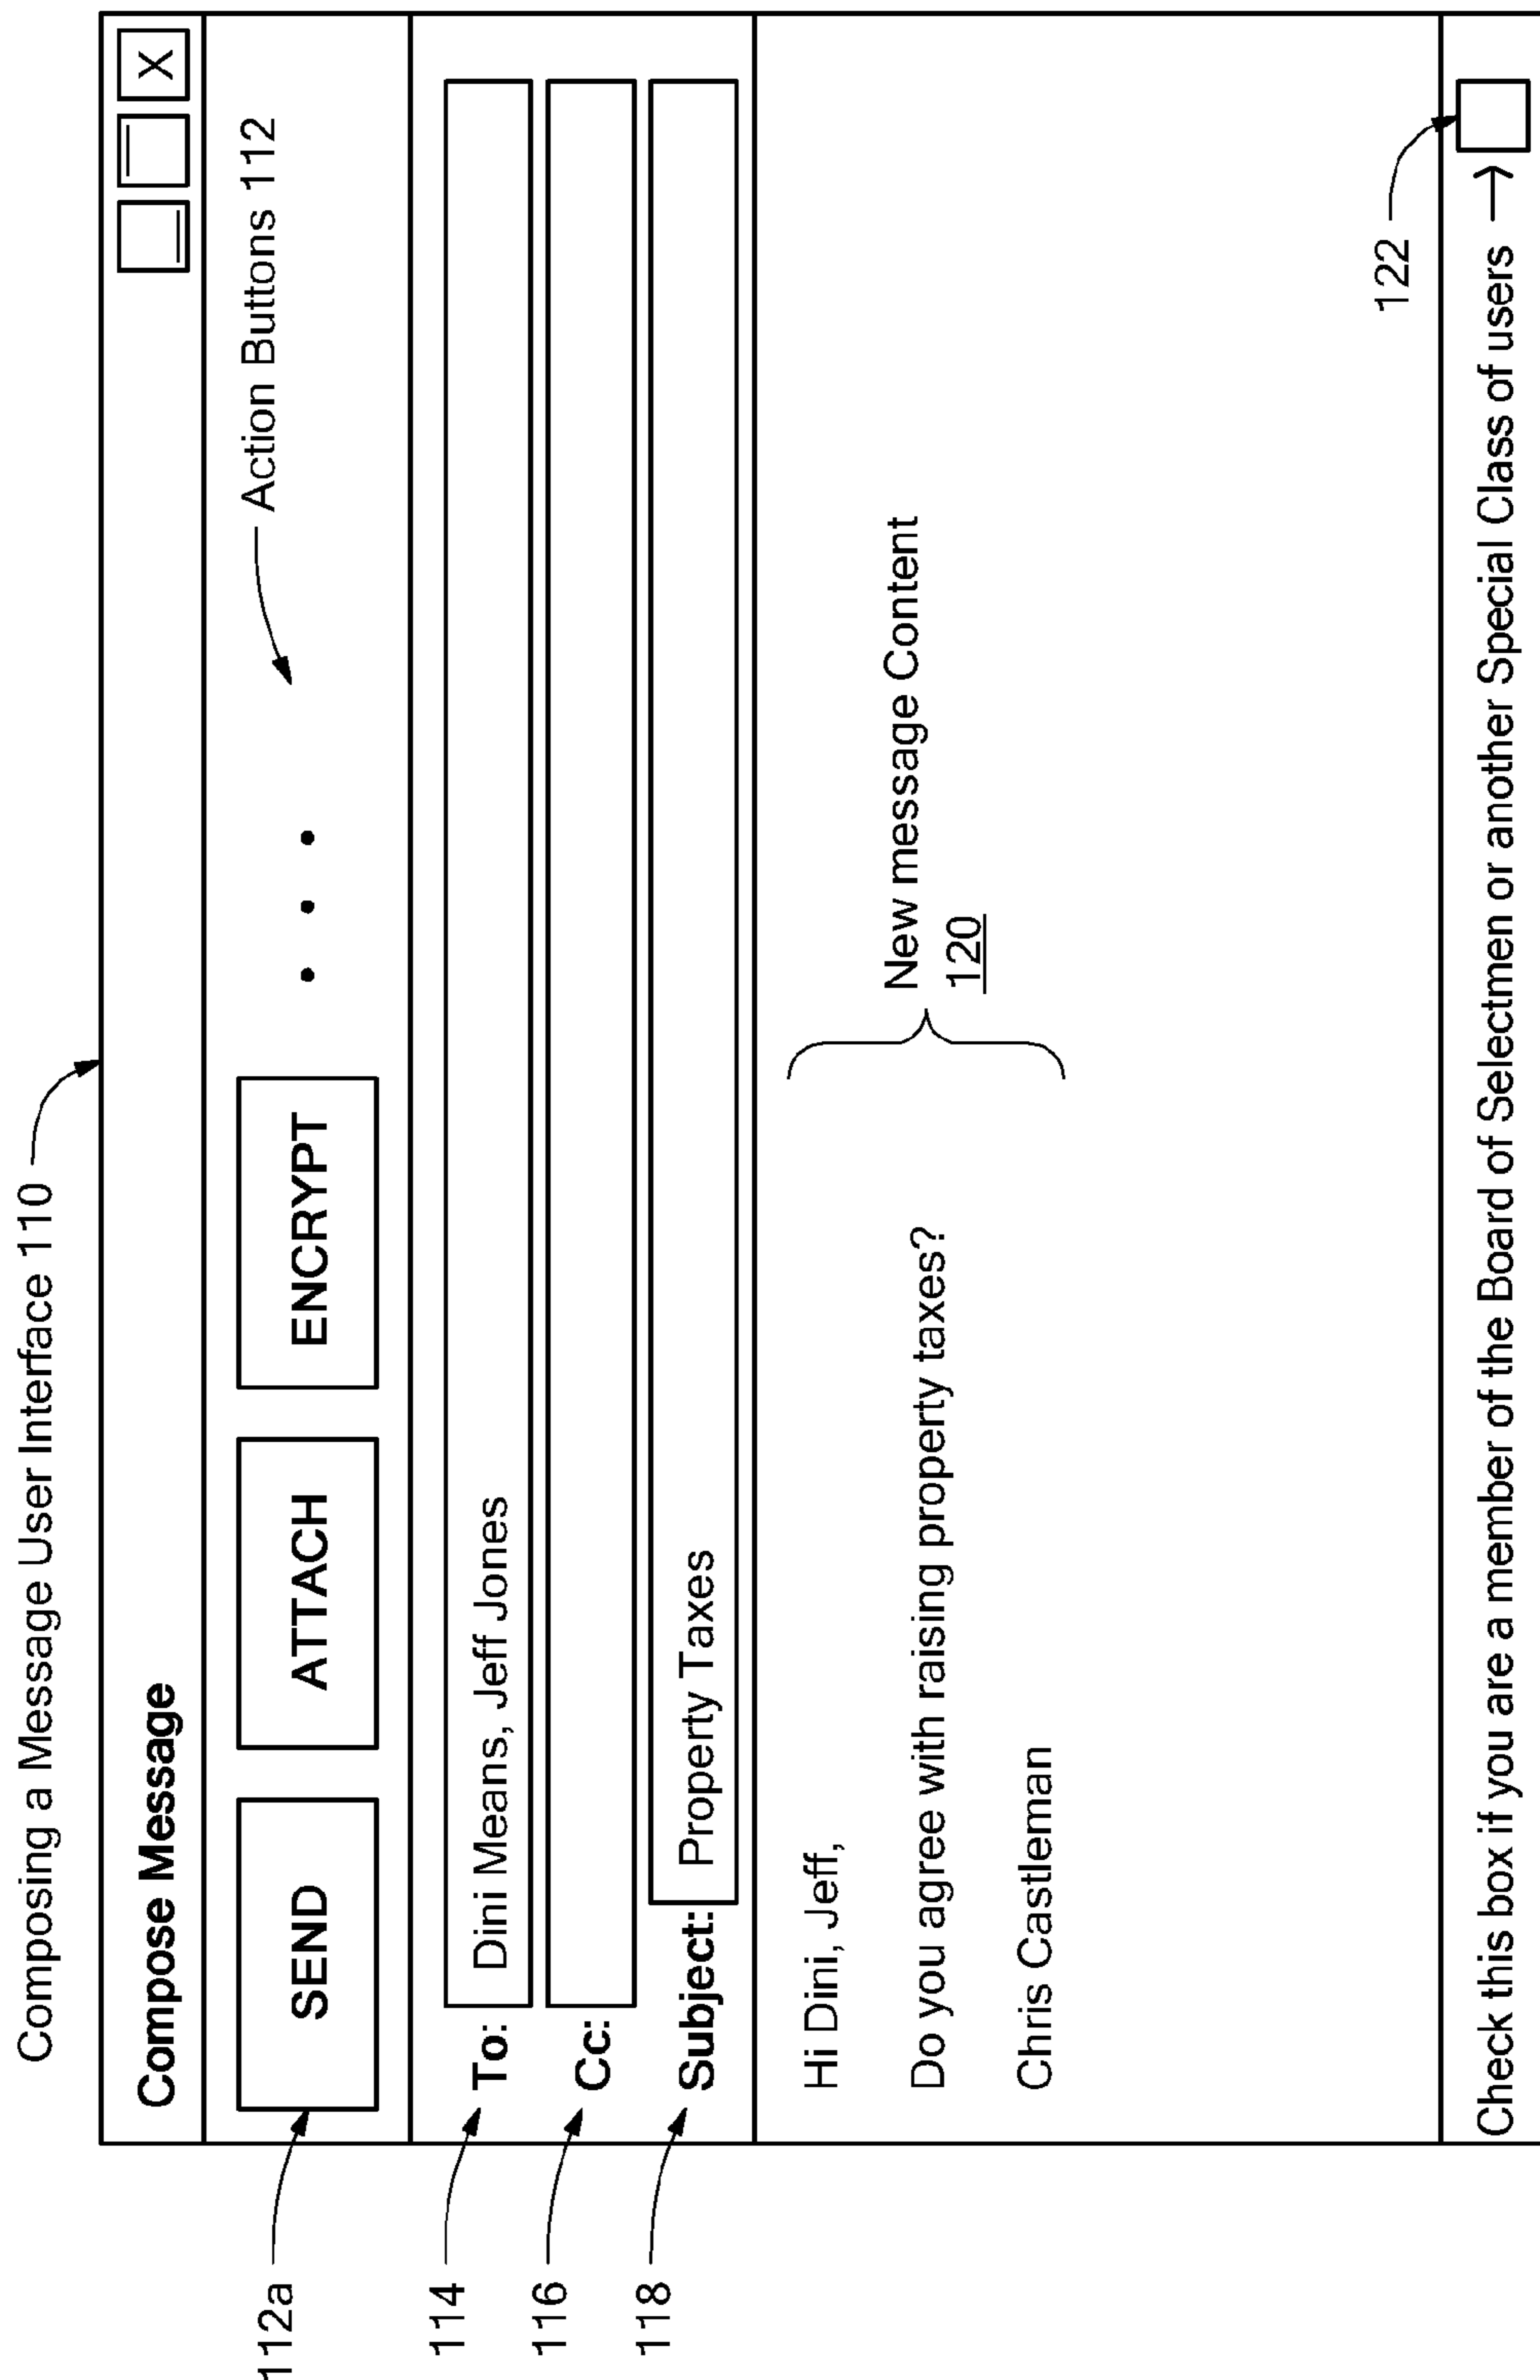 Composing a Message User Interface 110
Compose Message
X
112a
SEND
ATTACH
ENCRYPT
Action Buttons 112
114
To: Dini Means, Jeff Jones
116
Cc:
118
Subject: Property Taxes
Hi Dini, Jeff,
Do you agree with raising property taxes?
Chris Castleman
New message Content
120
122
Check this box if you are a member of the Board of Selectmen or another Special Class of users